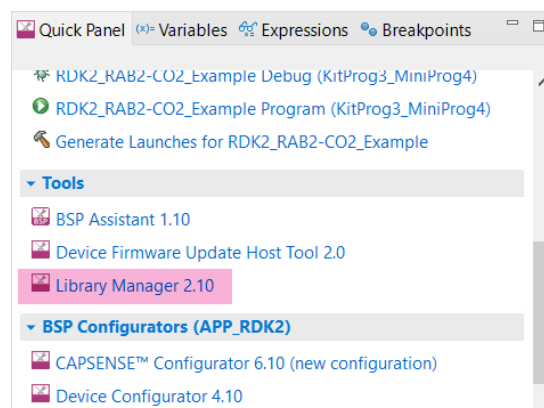 Quick Panel (x)= Variables Expressions Breakpoints
RDK2_RAB2-CO2_Example Debug (KitProg3_MiniProg4)
RDK2_RAB2-CO2_Example Program (KitProg3_MiniProg4)
Generate Launches for RDK2_RAB2-CO2_Example
Tools
BSP BSP Assistant 1.10
Device Firmware Update Host Tool 2.0
Library Manager 2.10
BSP Configurators (APP_RDK2)
CAPSENSE™ Configurator 6.10 (new configuration)
Device Configurator 4.10